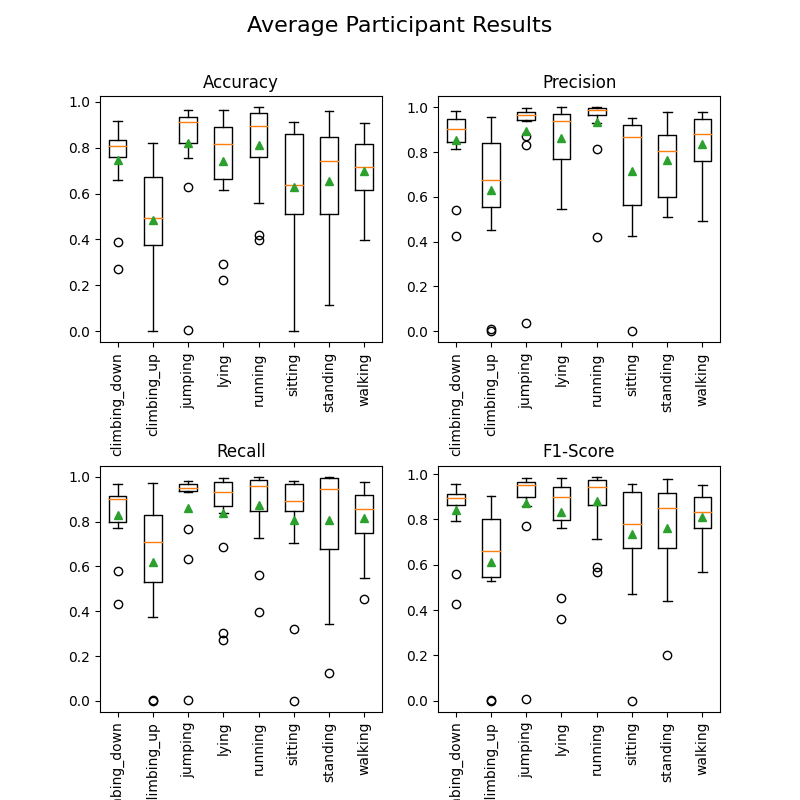 Average Participant Results
Accuracy
1.0
0.8
0.6
0.4
0.2
0.0
climbing_down
climbing_up
jumping
lying
running
sitting
standing
walking
Precision
1.0
0.8
0.6
0.4
0.2
0.0
climbing_down
climbing_up
jumping
lying
running
sitting
standing
walking
Recall
1.0
0.8
0.6
0.4
0.2
0.0
nbing_down
limbing_up
jumping
lying
running
sitting
standing
walking
F1-Score
1.0
0.8
0.6
0.4
0.2
0.0
nbing_down
limbing_up
jumping
lying
running
sitting
standing
walking